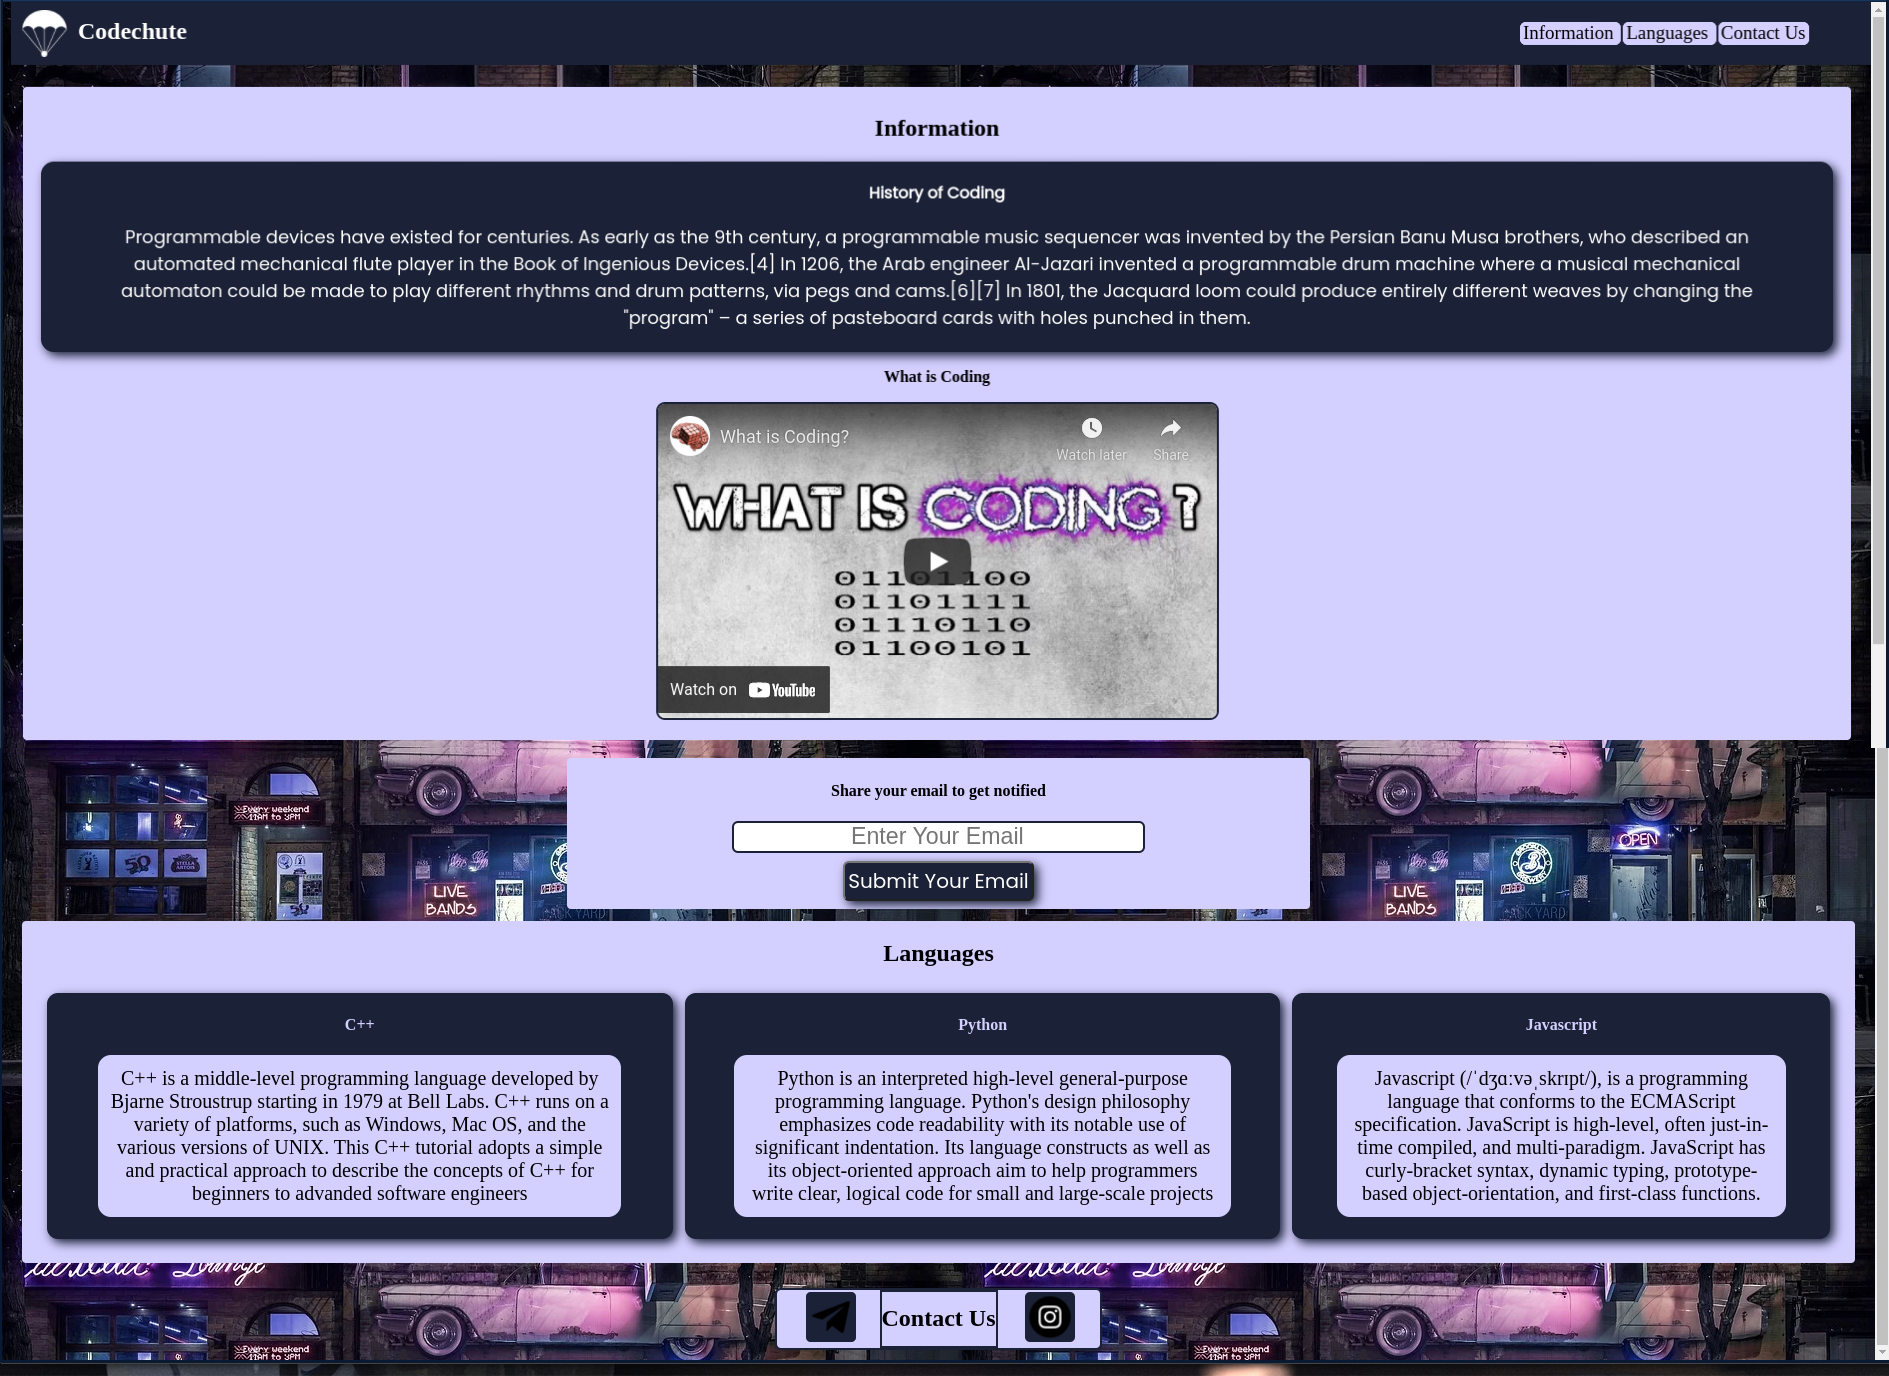 Codechute
Information Languages Contact Us
Information
History of Coding
Programmable devices have existed for centuries. As early as the 9th century, a programmable music sequencer was invented by the Persian Banu Musa brothers, who described an
automated mechanical flute player in the Book of Ingenious Devices.[4] In 1206, the Arab engineer Al-Jazari invented a programmable drum machine where a musical mechanical
automaton could be made to play different rhythms and drum patterns, via pegs and cams.[6][7] In 1801, the Jacquard loom could produce entirely different weaves by changing the
"program" – a series of pasteboard cards with holes punched in them.
What is Coding
What is Coding?
Watch later Share
WHAT IS CODING ?
01101100
01101111
01110110
01100101
Watch on YouTube
Every weekend
11AM to 3PM
50
STELLA
ARTOIS
LIVE
BANDS
Share your email to get notified
Enter Your Email
Submit Your Email
OPEN
BROOKLYN
BREWERY
LIVE
BANDS
Languages
C++
C++ is a middle-level programming language developed by
Bjarne Stroustrup starting in 1979 at Bell Labs. C++ runs on a
variety of platforms, such as Windows, Mac OS, and the
various versions of UNIX. This C++ tutorial adopts a simple
and practical approach to describe the concepts of C++ for
beginners to advanded software engineers
Python
Python is an interpreted high-level general-purpose
programming language. Python's design philosophy
emphasizes code readability with its notable use of
significant indentation. Its language constructs as well as
its object-oriented approach aim to help programmers
write clear, logical code for small and large-scale projects
Javascript
Javascript (/ˈdʒɑːvəˌskrɪpt/), is a programming
language that conforms to the ECMAScript
specification. JavaScript is high-level, often just-in-
time compiled, and multi-paradigm. JavaScript has
curly-bracket syntax, dynamic typing, prototype-
based object-orientation, and first-class functions.
Lounge
Lounge
Contact Us
Every weekend
11AM to 3PM
Every weekend
11AM to 3PM